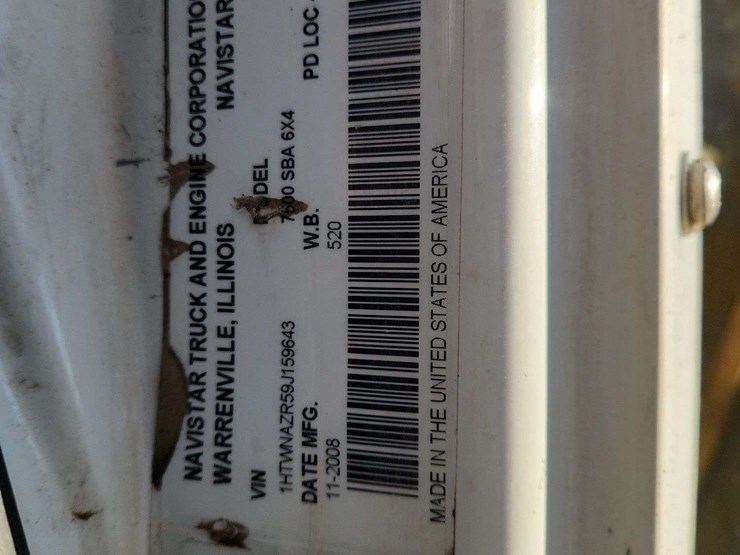 NAVISTAR TRUCK AND ENGINE CORPORATIO
WARRENVILLE, ILLINOIS NAVISTAR
VIN
1HTWNAZR59J159643 7600 SBA 6X4
DATE MFG. W.B. PD LOC
11-2008 520
MADE IN THE UNITED STATES OF AMERICA